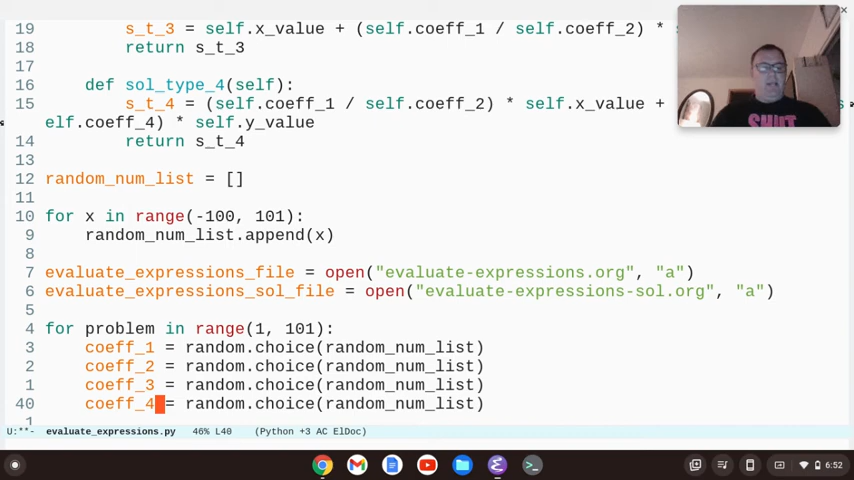 19 s_t_3 = self.x_value + (self.coeff_1 / self.coeff_2) *
18 return s_t_3
17
16 def sol_type_4(self):
15 s_t_4 = (self.coeff_1 / self.coeff_2) * self.x_value +
elf.coeff_4) * self.y_value
14 return s_t_4
13
12 random_num_list = []
11
10 for x in range(-100, 101):
9 random_num_list.append(x)
8
7 evaluate_expressions_file = open("evaluate-expressions.org", "a")
6 evaluate_expressions_sol_file = open("evaluate-expressions-sol.org", "a")
5
4 for problem in range(1, 101):
3 coeff_1 = random.choice(random_num_list)
2 coeff_2 = random.choice(random_num_list)
1 coeff_3 = random.choice(random_num_list)
40 coeff_4 = random.choice(random_num_list)
1
U:**- evaluate_expressions.py 46% L40 (Python +3 AC ElDoc)
6:52